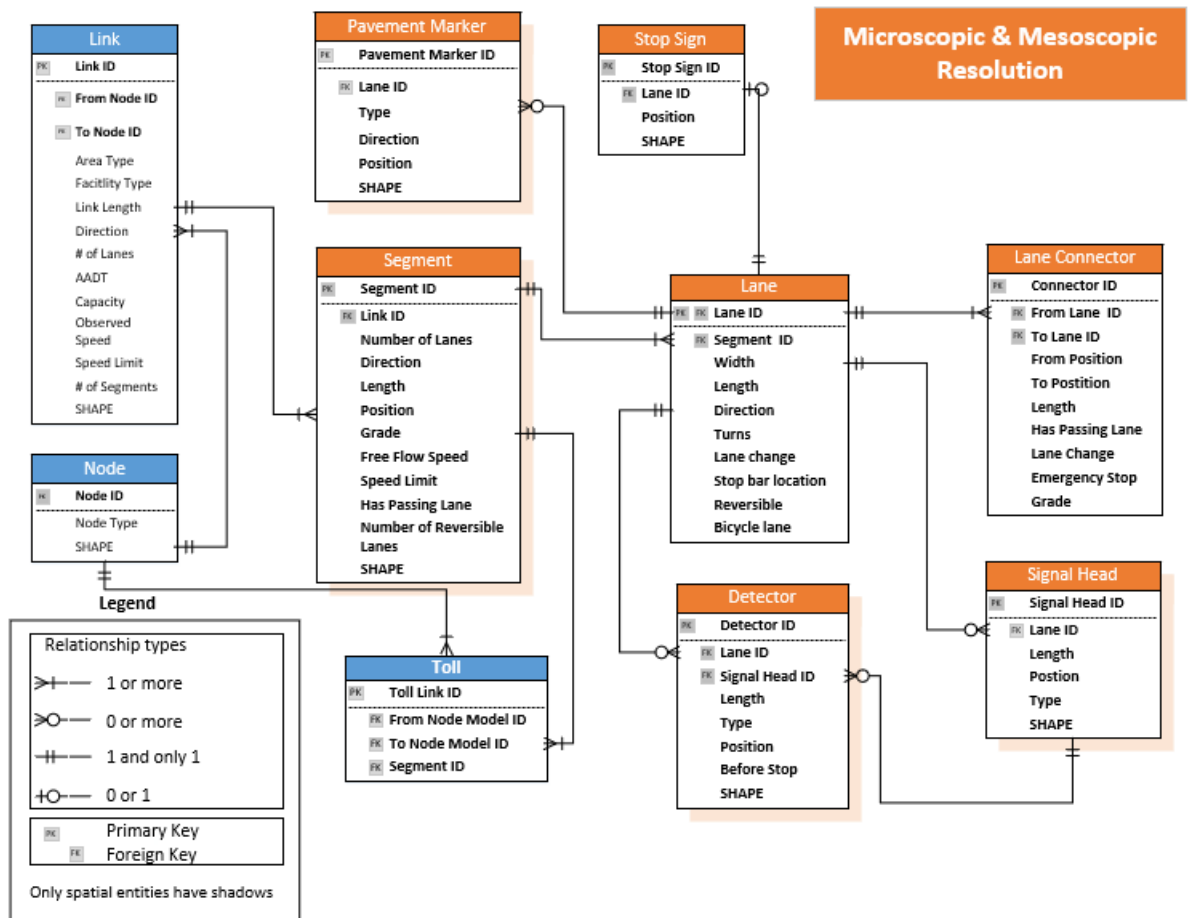 Microscopic & Mesoscopic
Resolution
Link
PK Link ID
FK From Node ID
FK To Node ID
Area Type
Facitlity Type
Link Length
Direction
# of Lanes
AADT
Capacity
Observed
Speed
Speed Limit
# of Segments
SHAPE
Node
PK Node ID
Node Type
SHAPE
Pavement Marker
PK Pavement Marker ID
FK Lane ID
Type
Direction
Position
SHAPE
Segment
PK Segment ID
FK Link ID
Number of Lanes
Direction
Length
Position
Grade
Free Flow Speed
Speed Limit
Has Passing Lane
Number of Reversible
Lanes
SHAPE
Toll
PK Toll Link ID
FK From Node Model ID
FK To Node Model ID
FK Segment ID
Stop Sign
PK Stop Sign ID
FK Lane ID
Position
SHAPE
Lane
PK FK Lane ID
FK Segment ID
Width
Length
Direction
Turns
Lane change
Stop bar location
Reversible
Bicycle lane
Detector
PK Detector ID
FK Lane ID
FK Signal Head ID
Length
Type
Position
Before Stop
SHAPE
Lane Connector
PK Connector ID
FK From Lane ID
FK To Lane ID
From Position
To Postition
Length
Has Passing Lane
Lane Change
Emergency Stop
Grade
Signal Head
PK Signal Head ID
FK Lane ID
Length
Postion
Type
SHAPE
Legend
Relationship types
1 or more
0 or more
1 and only 1
0 or 1
PK Primary Key
FK Foreign Key
Only spatial entities have shadows